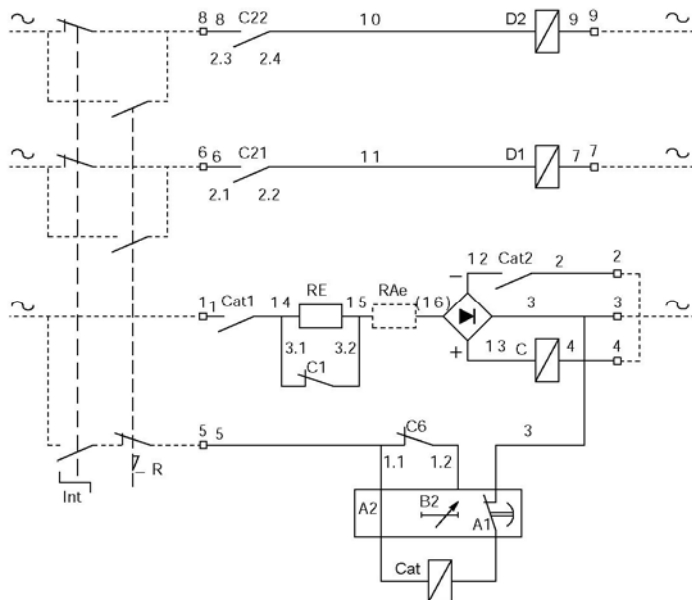 8 8 C22 10 D2 9 9
2.3 2.4
6 6 C21 11 D1 7 7
2.1 2.2
12 Cat2 2 2
1 1 Cat1 14 RE 15 RAe (16) − 3 3
3.1 3.2 + 13 C 4 4
C1
5 5 C6 3
1.1 1.2
R
Int
A2 B2 A1
Cat